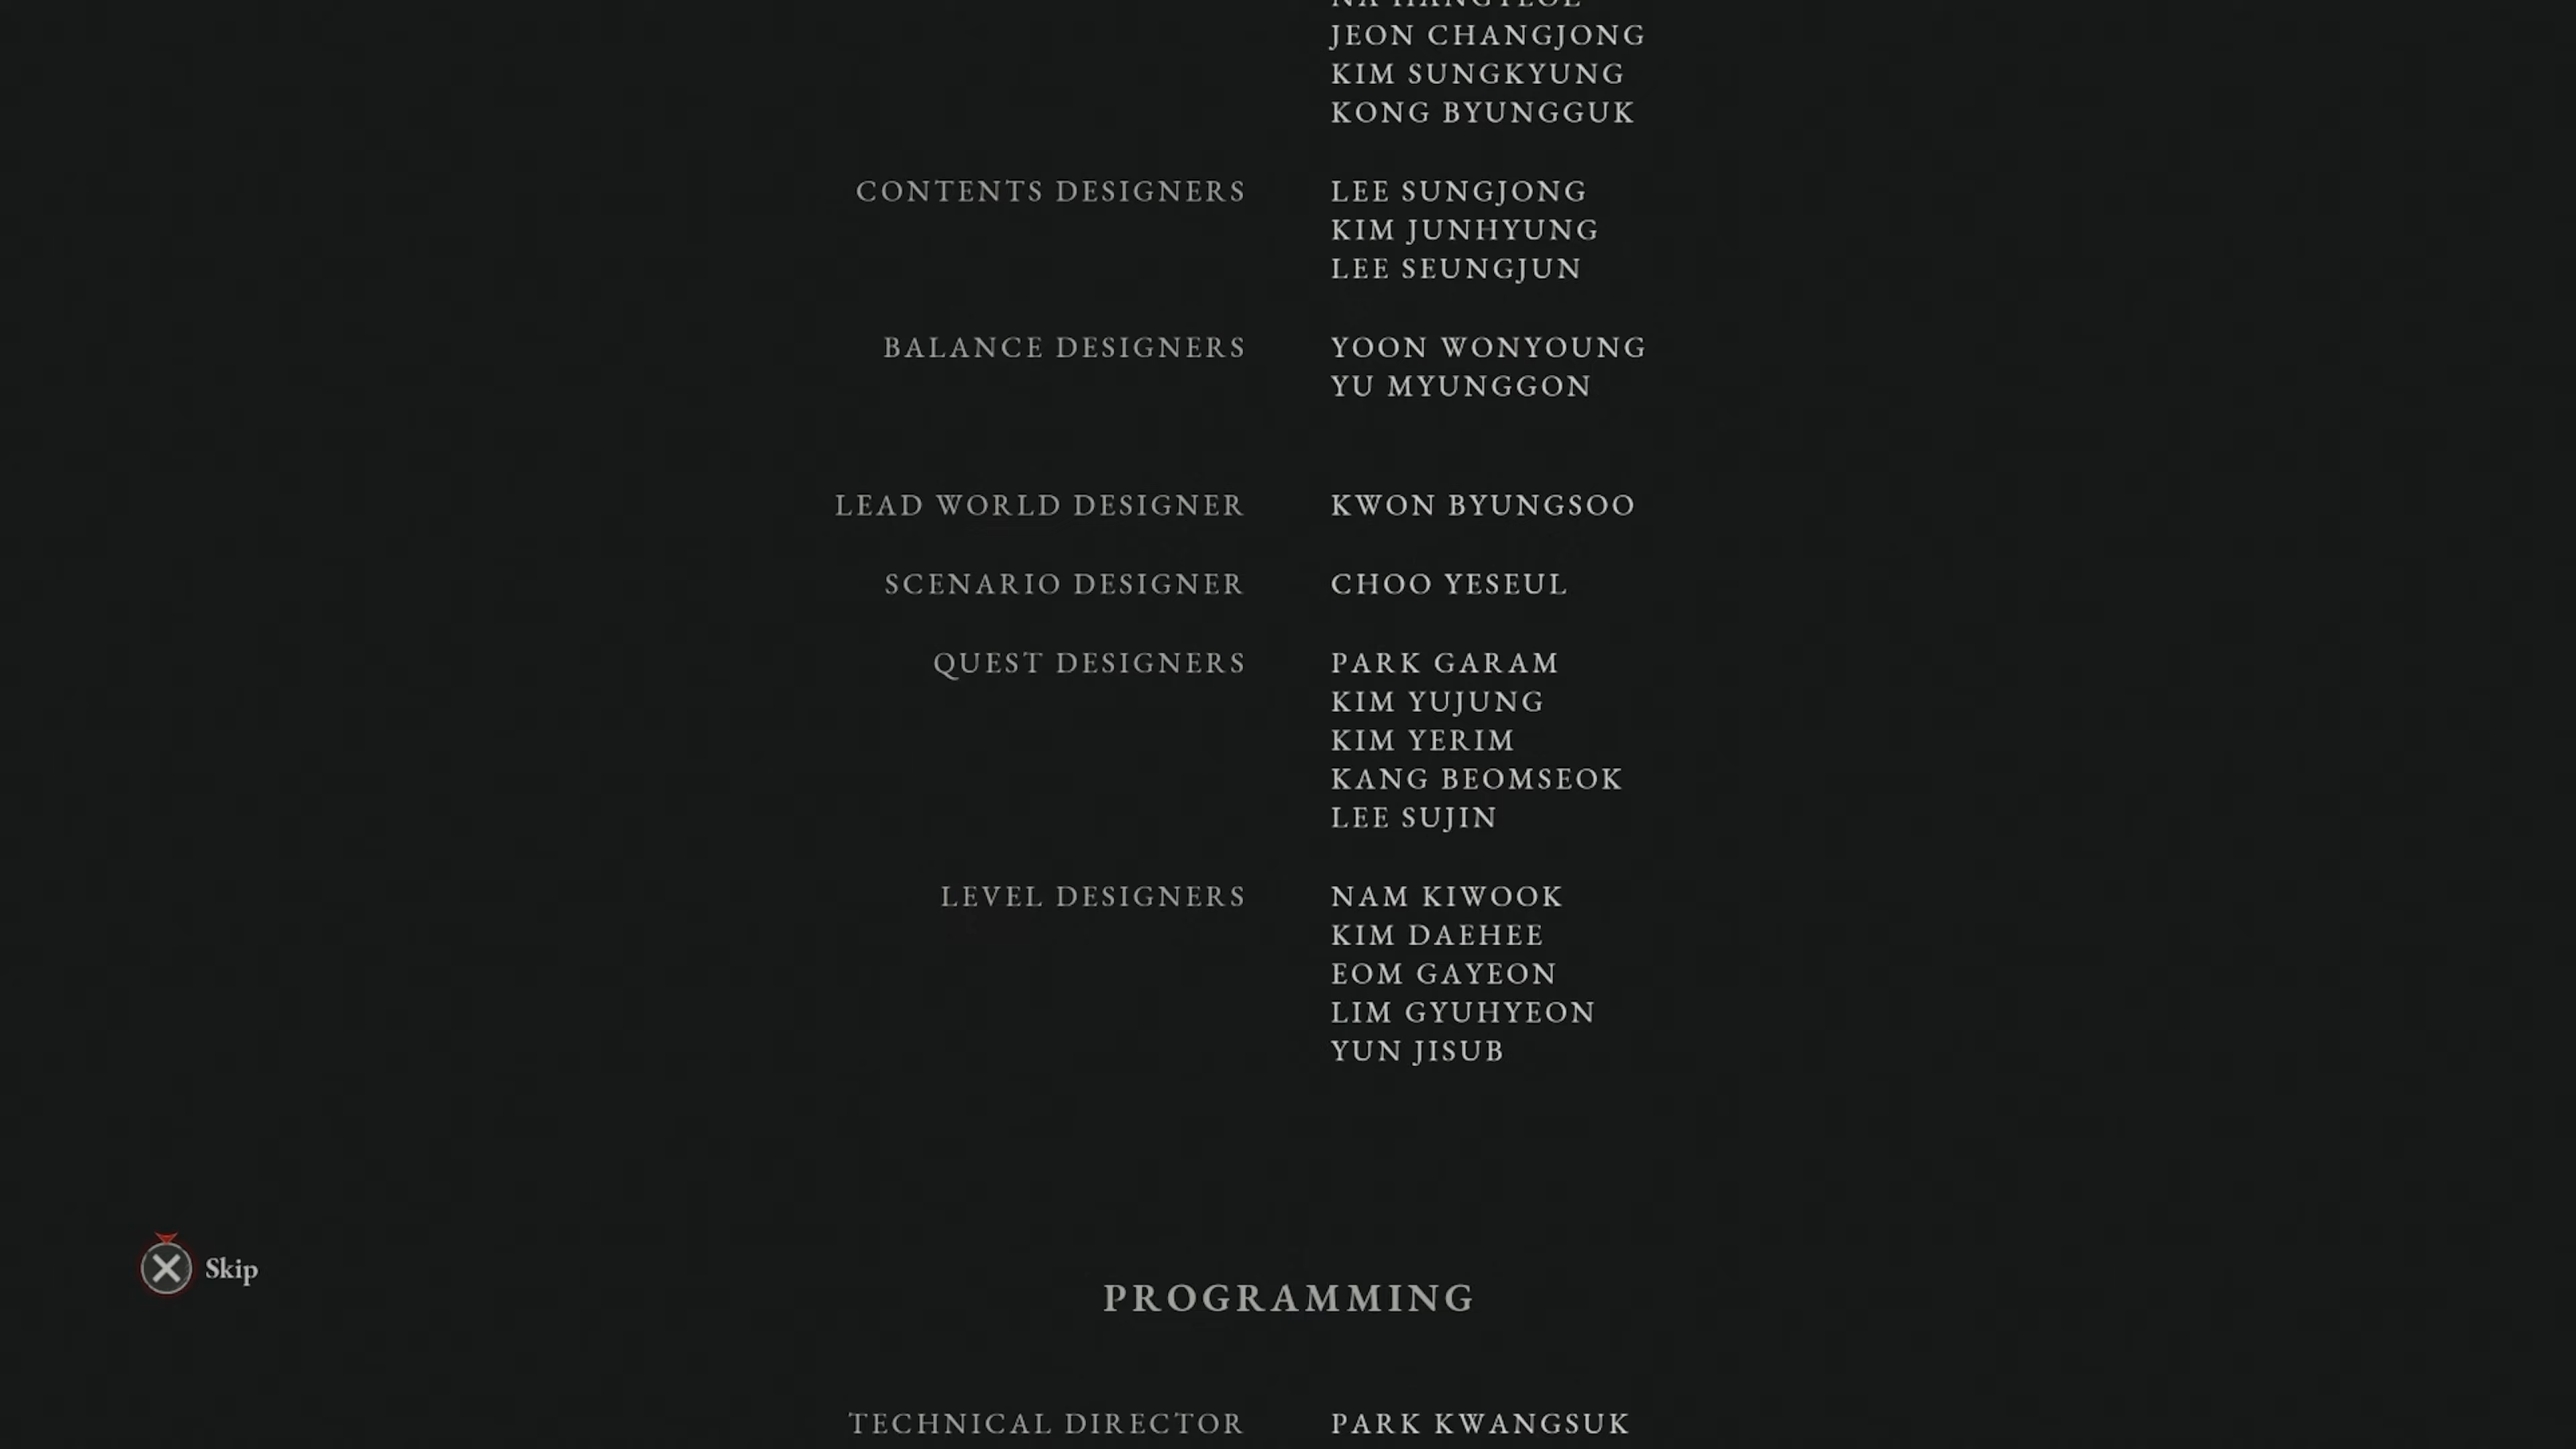 JEON CHANGJONG
KIM SUNGKYUNG
KONG BYUNGGUK
CONTENTS DESIGNERS LEE SUNGJONG
KIM JUNHYUNG
LEE SEUNGJUN
BALANCE DESIGNERS YOON WONYOUNG
YU MYUNGGON
LEAD WORLD DESIGNER KWON BYUNGSOO
SCENARIO DESIGNER CHOO YESEUL
QUEST DESIGNERS PARK GARAM
KIM YUJUNG
KIM YERIM
KANG BEOMSEOK
LEE SUJIN
LEVEL DESIGNERS NAM KIWOOK
KIM DAEHEE
EOM GAYEON
LIM GYUHYEON
YUN JISUB
Skip
PROGRAMMING
TECHNICAL DIRECTOR PARK KWANGSUK